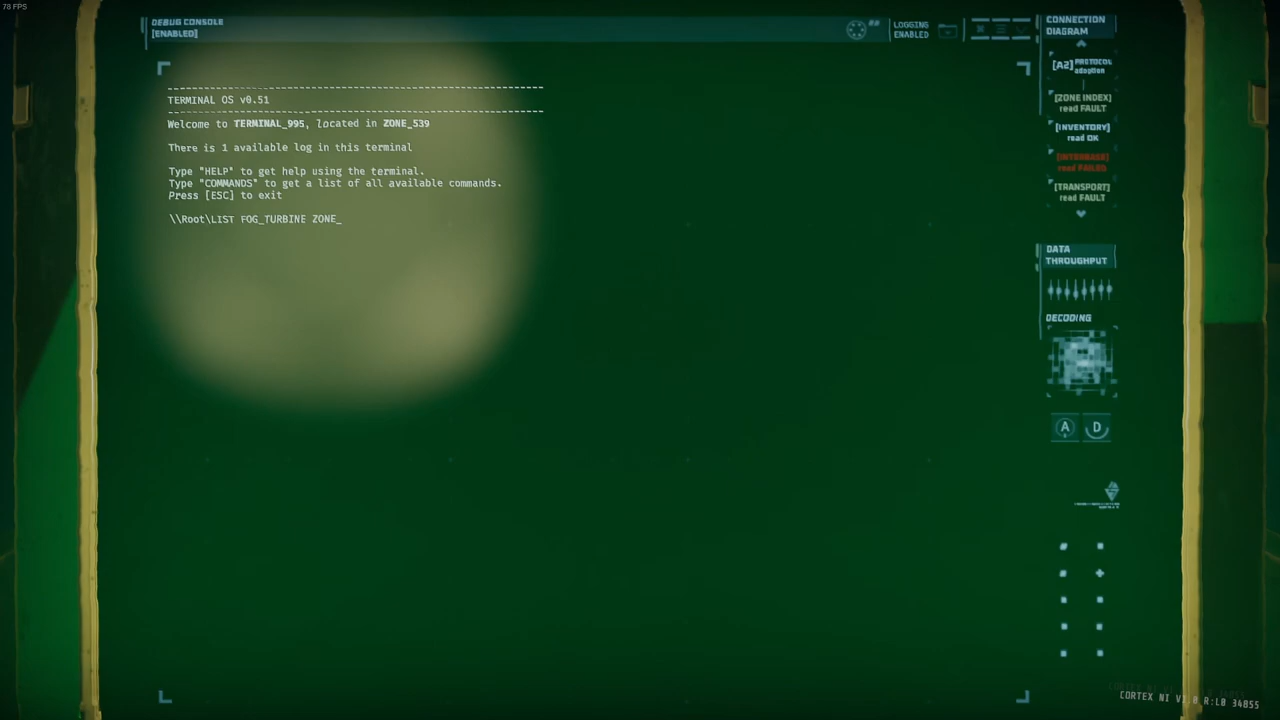 78 FPS
DEBUG CONSOLE
[ENABLED]
LOGGING
ENABLED
CONNECTION
DIAGRAM
[A2] PROTOCOL
adaption
[ZONE INDEX]
read FAULT
[INVENTORY]
read OK
read FAILED
[TRANSPORT]
read FAULT
DATA
THROUGHPUT
DECODING
A D
--------------------------------------------------------------
TERMINAL OS v0.51
--------------------------------------------------------------
Welcome to TERMINAL_995, located in ZONE_539
There is 1 available log in this terminal
Type "HELP" to get help using the terminal.
Type "COMMANDS" to get a list of all available commands.
Press [ESC] to exit
\\Root\LIST FOG_TURBINE ZONE_